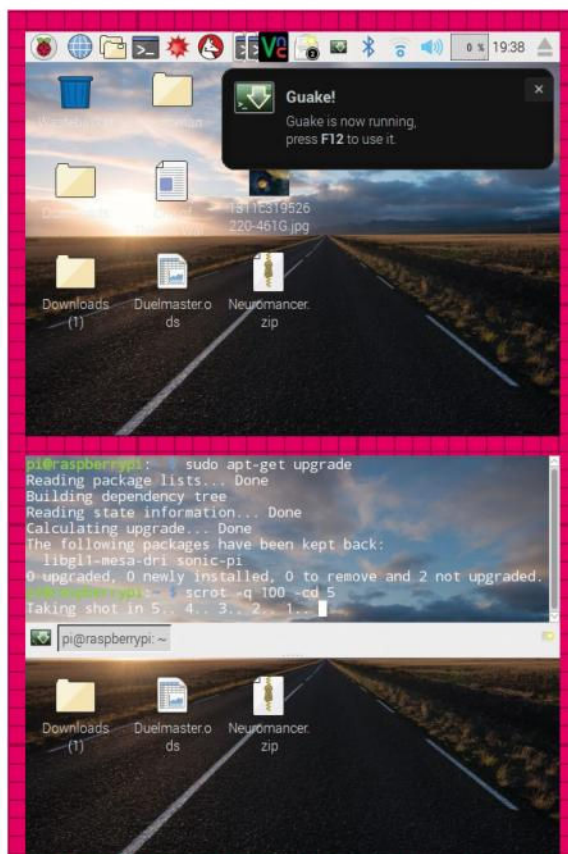 0 % 19:38
Guake!
Guake is now running,
press F12 to use it.
1311c319526
220-461G.jpg
Downloads
(1)
Duelmaster.o
ds
Neuromancer.
zip
pi@raspberrypi: ~ $ sudo apt-get upgrade
Reading package lists... Done
Building dependency tree
Reading state information... Done
Calculating upgrade... Done
The following packages have been kept back:
libgl1-mesa-dri sonic-pi
0 upgraded, 0 newly installed, 0 to remove and 2 not upgraded.
pi@raspberrypi: ~ $ scrot -q 100 -cd 5
Taking shot in 5.. 4.. 3.. 2.. 1..
pi@raspberrypi: ~
Downloads
(1)
Duelmaster.o
ds
Neuromancer.
zip